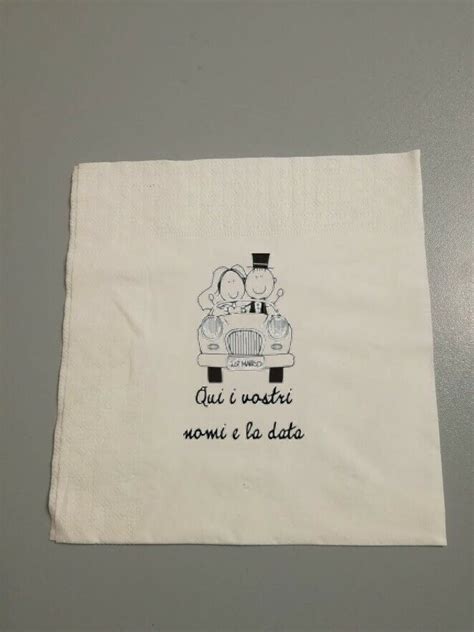 Qui i vostri
nomi e la data